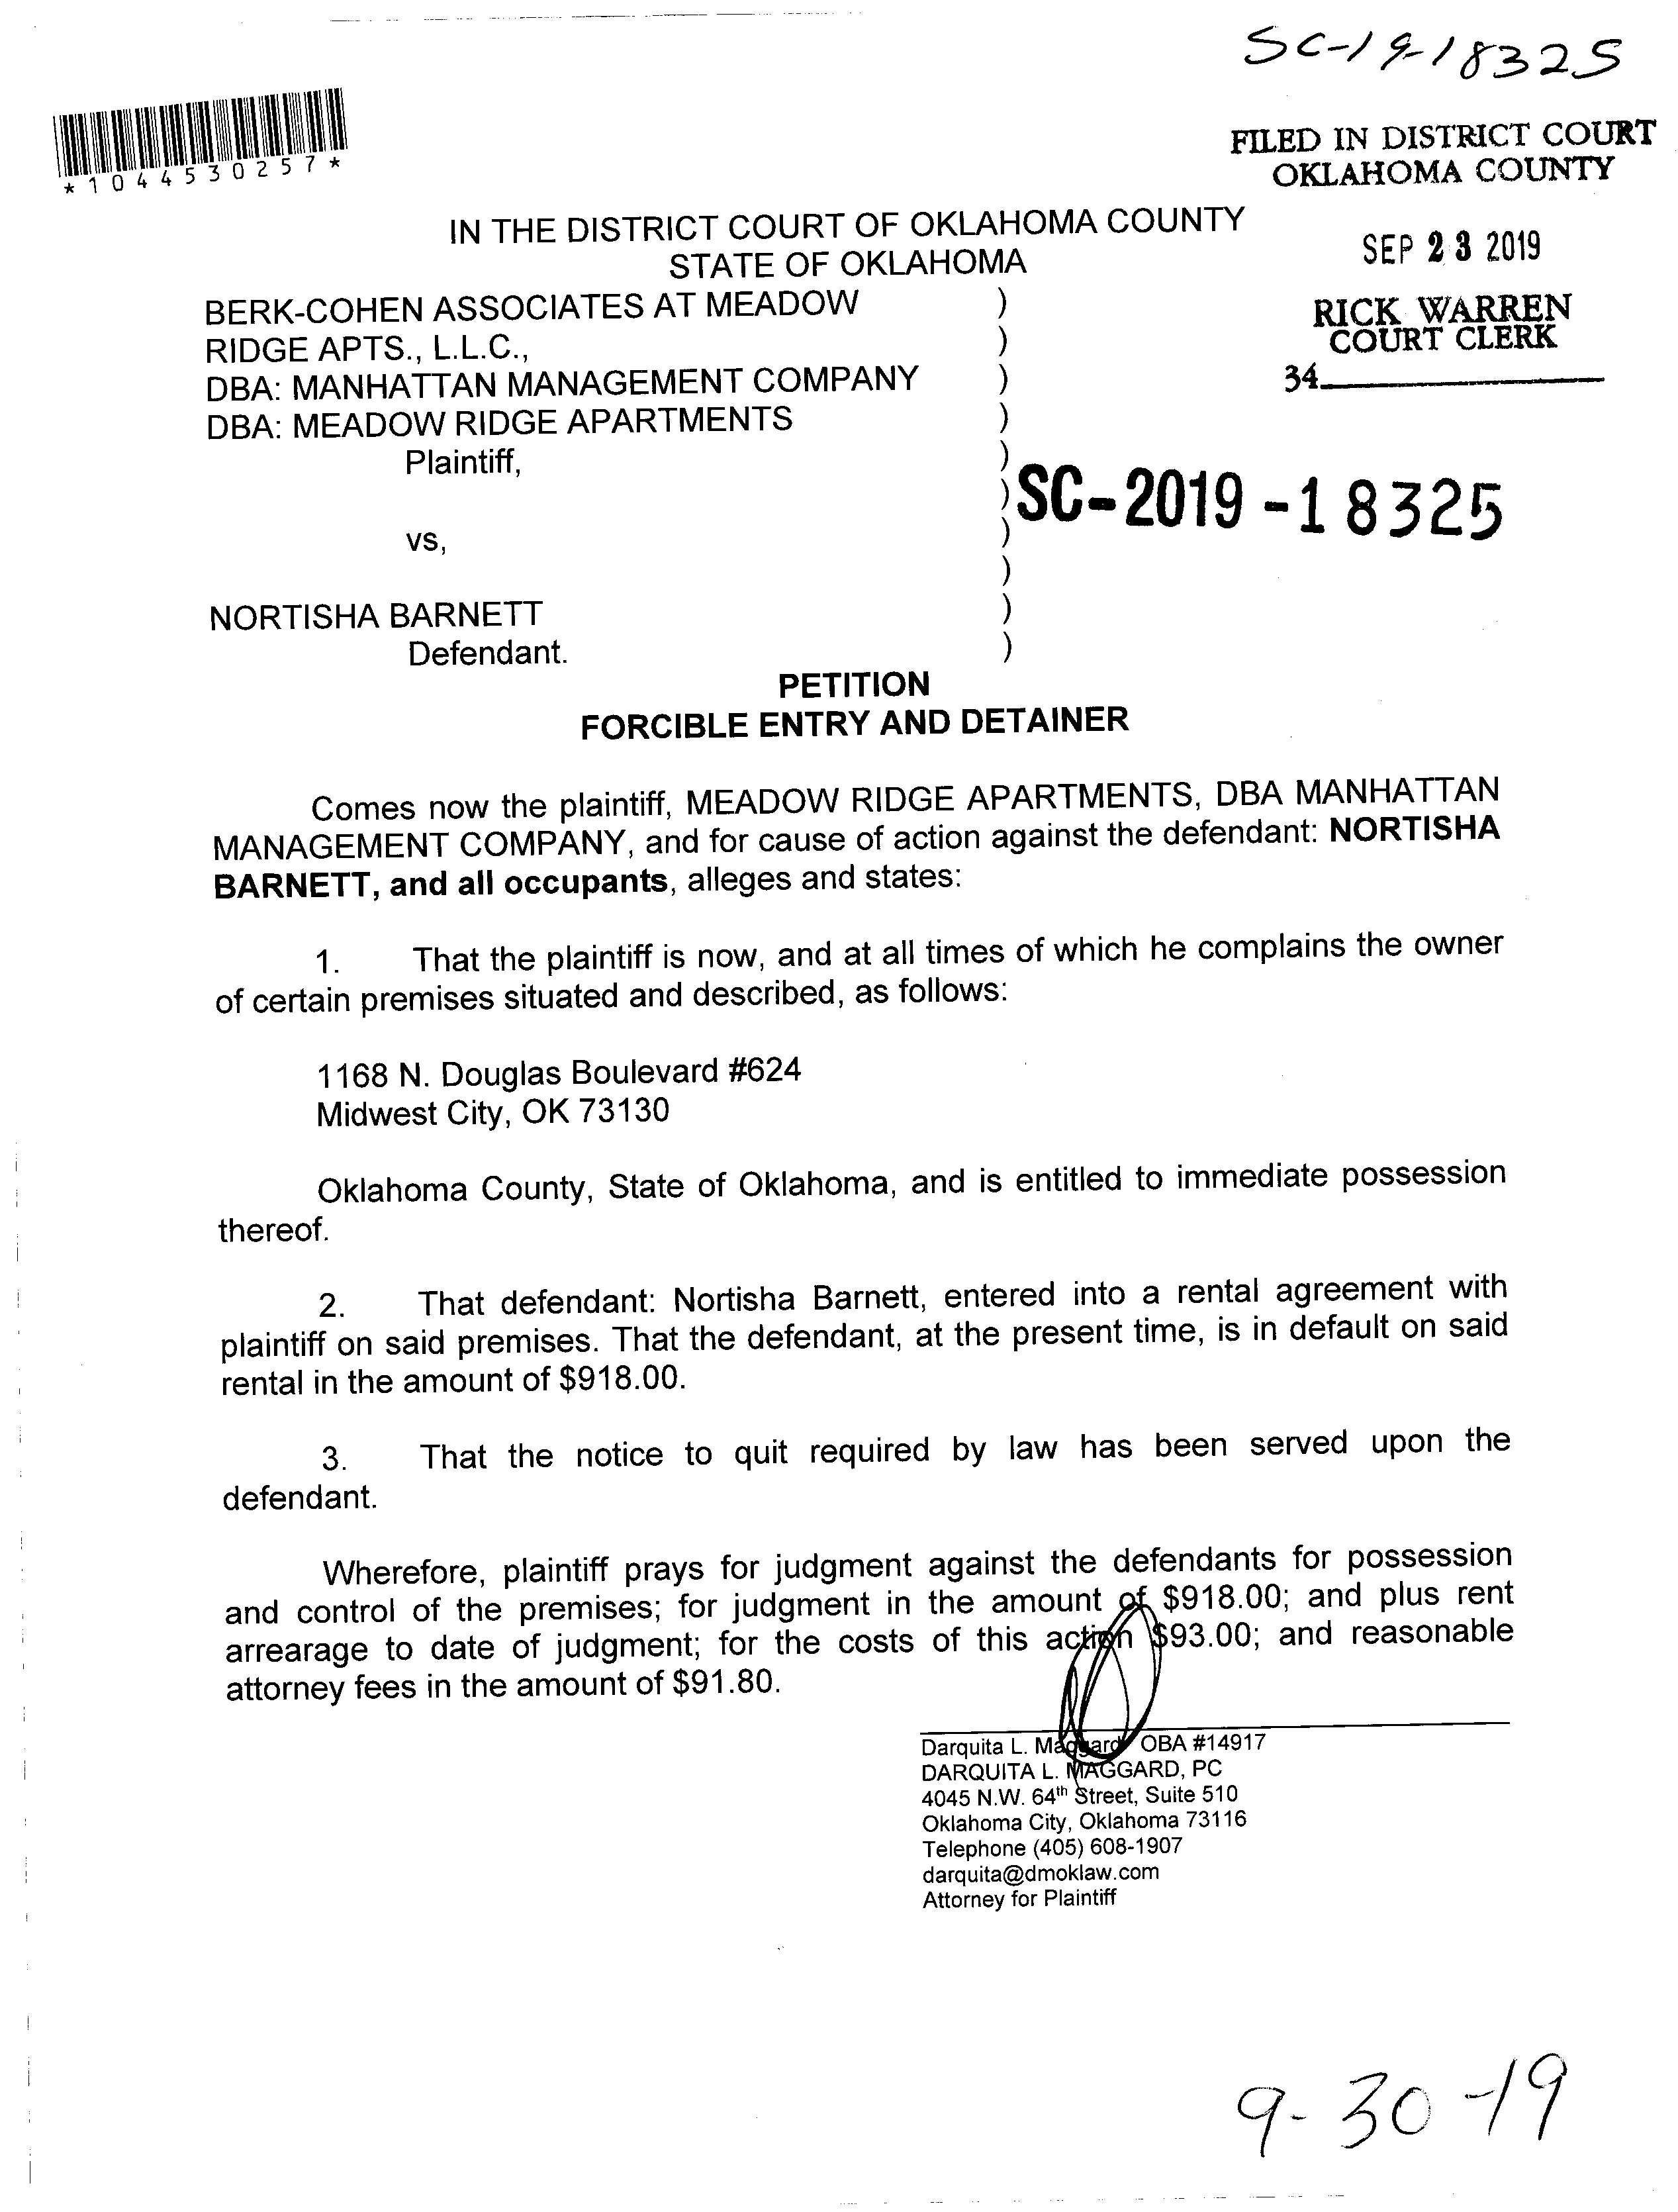 SC-19-18325
*1044530257*
FILED IN DISTRICT COURT
OKLAHOMA COUNTY
IN THE DISTRICT COURT OF OKLAHOMA COUNTY
STATE OF OKLAHOMA
SEP 23 2019
RICK WARREN
COURT CLERK
34
BERK-COHEN ASSOCIATES AT MEADOW )
RIDGE APTS., L.L.C., )
DBA: MANHATTAN MANAGEMENT COMPANY )
DBA: MEADOW RIDGE APARTMENTS )
Plaintiff, )
) SC-2019-18325
vs, )
)
NORTISHA BARNETT )
Defendant. )
PETITION
FORCIBLE ENTRY AND DETAINER
Comes now the plaintiff, MEADOW RIDGE APARTMENTS, DBA MANHATTAN
MANAGEMENT COMPANY, and for cause of action against the defendant: NORTISHA
BARNETT, and all occupants, alleges and states:
1. That the plaintiff is now, and at all times of which he complains the owner
of certain premises situated and described, as follows:
1168 N. Douglas Boulevard #624
Midwest City, OK 73130
Oklahoma County, State of Oklahoma, and is entitled to immediate possession
thereof.
2. That defendant: Nortisha Barnett, entered into a rental agreement with
plaintiff on said premises. That the defendant, at the present time, is in default on said
rental in the amount of $918.00.
3. That the notice to quit required by law has been served upon the
defendant.
Wherefore, plaintiff prays for judgment against the defendants for possession
and control of the premises; for judgment in the amount of $918.00; and plus rent
arrearage to date of judgment; for the costs of this action $93.00; and reasonable
attorney fees in the amount of $91.80.
Darquita L. Maggard, OBA #14917
DARQUITA L. MAGGARD, PC
4045 N.W. 64th Street, Suite 510
Oklahoma City, Oklahoma 73116
Telephone (405) 608-1907
darquita@dmoklaw.com
Attorney for Plaintiff
9-30-19